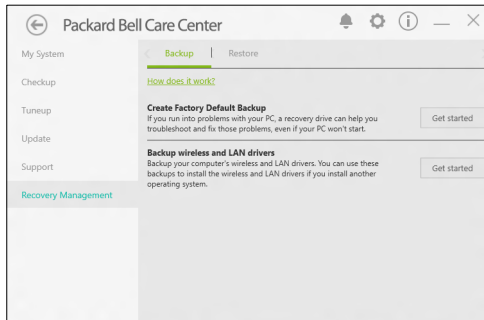 Packard Bell Care Center
My System
Checkup
Tuneup
Update
Support
Recovery Management
Backup
Restore
How does it work?
Create Factory Default Backup
If you run into problems with your PC, a recovery drive can help you
troubleshoot and fix those problems, even if your PC won't start.
Get started
Backup wireless and LAN drivers
Backup your computer's wireless and LAN drivers. You can use these
backups to install the wireless and LAN drivers if you install another
operating system.
Get started